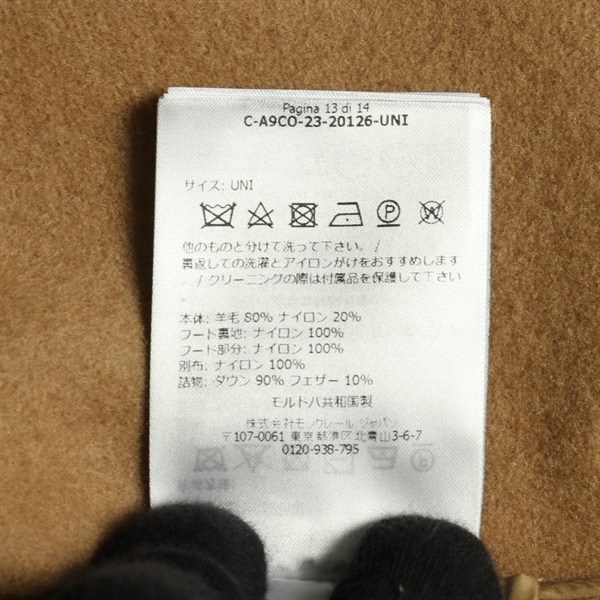 Pagina 13 di 14
C-A9CO-23-20126-UNI
サイズ: UNI
他のものと分けて洗って下さい。/
裏返しての洗濯とアイロンがけをおすすめします
。/ クリーニングの際は付属品を保護して下さい
。
本体: 羊毛 80% ナイロン 20%
フード裏地: ナイロン 100%
フード部分: ナイロン 100%
別布: ナイロン 100%
詰物: ダウン 90% フェザー 10%
モルドバ共和国製
株式会社モンクレール ジャパン
〒107-0061 東京都港区北青山3-6-7
0120-938-795